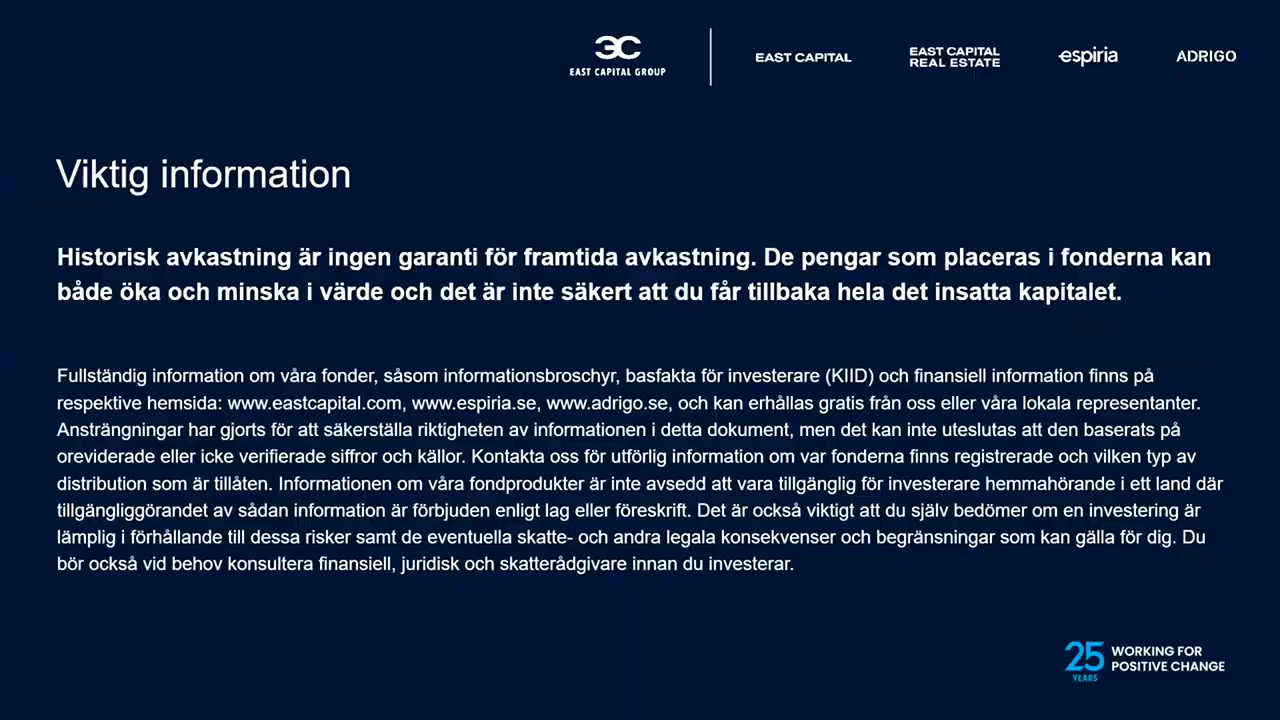 EAST CAPITAL GROUP
EAST CAPITAL
EAST CAPITAL
REAL ESTATE
espiria
ADRIGO
Viktig information
Historisk avkastning är ingen garanti för framtida avkastning. De pengar som placeras i fonderna kan
både öka och minska i värde och det är inte säkert att du får tillbaka hela det insatta kapitalet.
Fullständig information om våra fonder, såsom informationsbroschyr, basfakta för investerare (KIID) och finansiell information finns på
respektive hemsida: www.eastcapital.com, www.espiria.se, www.adrigo.se, och kan erhållas gratis från oss eller våra lokala representanter.
Ansträngningar har gjorts för att säkerställa riktigheten av informationen i detta dokument, men det kan inte uteslutas att den baserats på
oreviderade eller icke verifierade siffror och källor. Kontakta oss för utförlig information om var fonderna finns registrerade och vilken typ av
distribution som är tillåten. Informationen om våra fondprodukter är inte avsedd att vara tillgänglig för investerare hemmahörande i ett land där
tillgängliggörandet av sådan information är förbjuden enligt lag eller föreskrift. Det är också viktigt att du själv bedömer om en investering är
lämplig i förhållande till dessa risker samt de eventuella skatte- och andra legala konsekvenser och begränsningar som kan gälla för dig. Du
bör också vid behov konsultera finansiell, juridisk och skatterådgivare innan du investerar.
25 YEARS
WORKING FOR
POSITIVE CHANGE